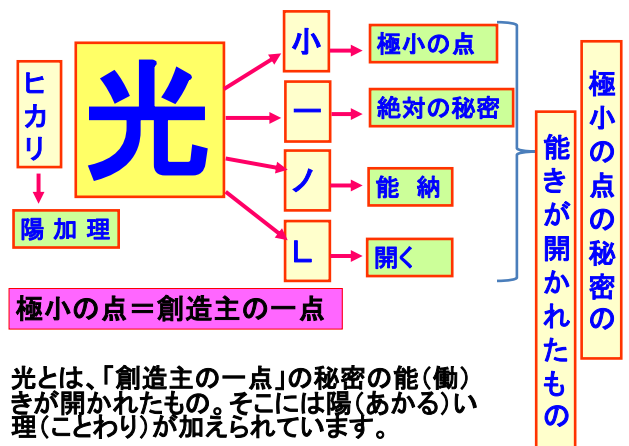 ヒカリ
陽加理
光
小
極小の点
一
絶対の秘密
ノ
能 納
L
開く
極小の点の秘密の
能きが開かれたもの
極小の点＝創造主の一点
光とは、「創造主の一点」の秘密の能（働）
きが開かれたもの。そこには陽（あかる）い
理（ことわり）が加えられています。